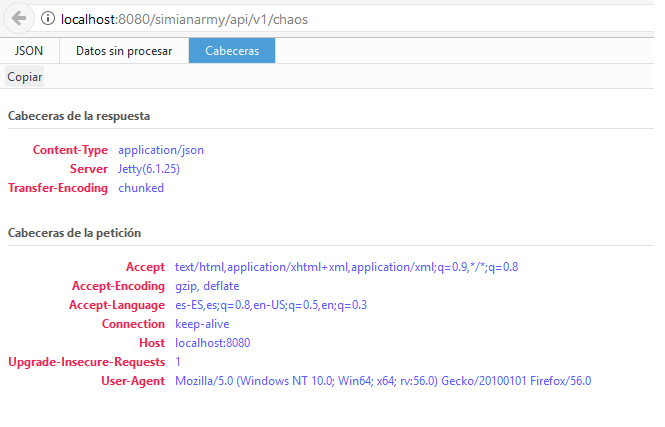 localhost:8080/simianarmy/api/v1/chaos
JSON Datos sin procesar Cabeceras
Copiar
Cabeceras de la respuesta
Content-Type application/json
Server Jetty(6.1.25)
Transfer-Encoding chunked
Cabeceras de la petición
Accept text/html,application/xhtml+xml,application/xml;q=0.9,*/*;q=0.8
Accept-Encoding gzip, deflate
Accept-Language es-ES,es;q=0.8,en-US;q=0.5,en;q=0.3
Connection keep-alive
Host localhost:8080
Upgrade-Insecure-Requests 1
User-Agent Mozilla/5.0 (Windows NT 10.0; Win64; x64; rv:56.0) Gecko/20100101 Firefox/56.0